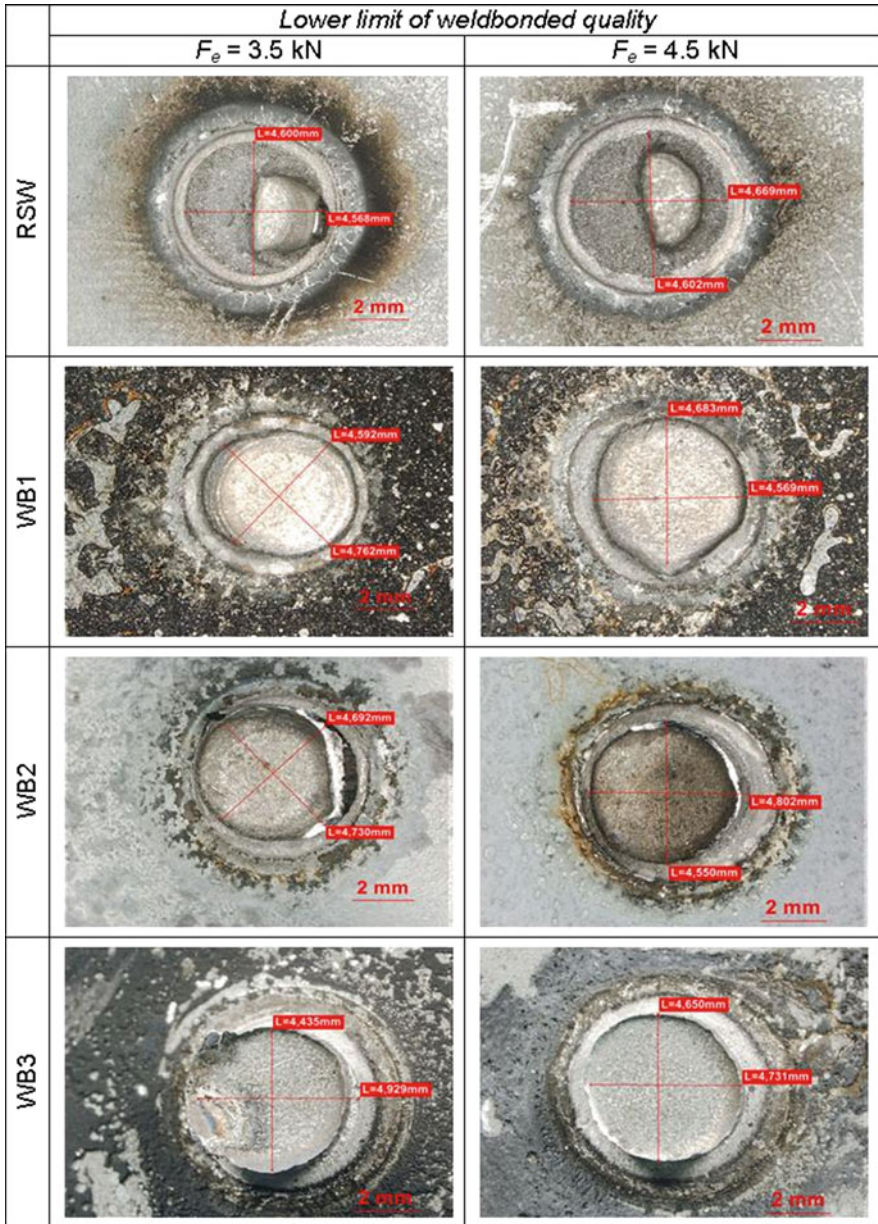 Lower limit of weldbonded quality
F_e = 3.5 kN
F_e = 4.5 kN
RSW
L=4,600mm
L=4,568mm
2 mm
L=4,669mm
L=4,602mm
2 mm
WB1
L=4,592mm
L=4,762mm
2 mm
L=4,683mm
L=4,569mm
2 mm
WB2
L=4,692mm
L=4,730mm
2 mm
L=4,802mm
L=4,550mm
2 mm
WB3
L=4,435mm
L=4,929mm
2 mm
L=4,650mm
L=4,731mm
2 mm